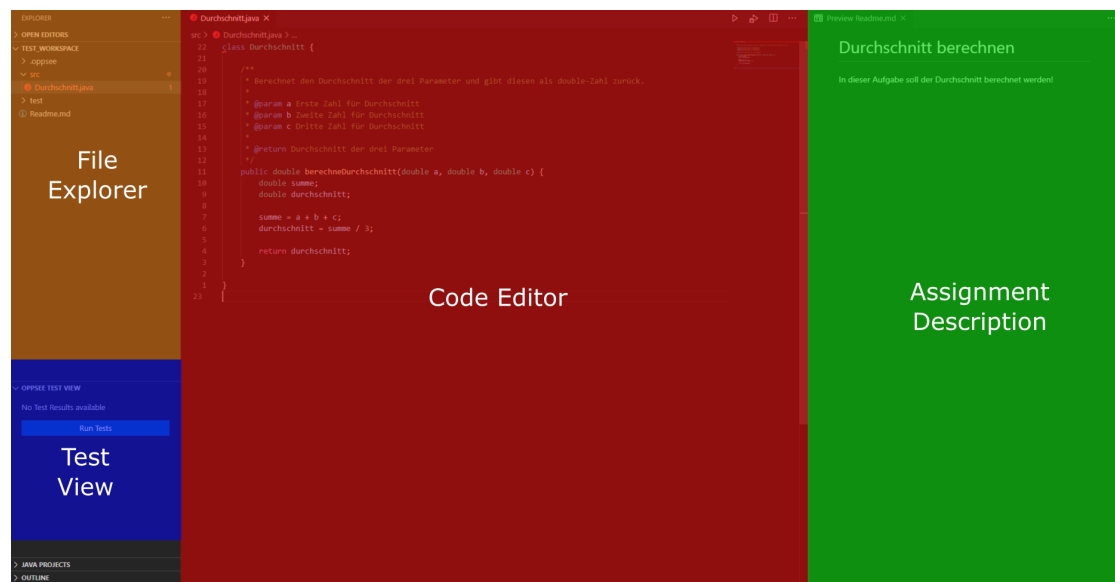 EXPLORER ···
> OPEN EDITORS
TEST_WORKSPACE
> .oppsee
src
Durchschnitt.java 1
> test
Readme.md
File
Explorer
OPPSEE TEST VIEW
No Test Results available
Run Tests
Test
View
> JAVA PROJECTS
> OUTLINE
Durchschnitt.java ×
src > Durchschnitt.java > ...
22 class Durchschnitt {
21
20 /**
19 * Berechnet den Durchschnitt der drei Parameter und gibt diesen als double-Zahl zurück.
18 *
17 * @param a Erste Zahl für Durchschnitt
16 * @param b Zweite Zahl für Durchschnitt
15 * @param c Dritte Zahl für Durchschnitt
14 *
13 * @return Durchschnitt der drei Parameter
12 */
11 public double berechneDurchschnitt(double a, double b, double c) {
10 double summe;
9 double durchschnitt;
8
7 summe = a + b + c;
6 durchschnitt = summe / 3;
5
4 return durchschnitt;
3 }
2
1 }
23
Code Editor
Preview Readme.md ×
Durchschnitt berechnen
In dieser Aufgabe soll der Durchschnitt berechnet werden!
Assignment
Description